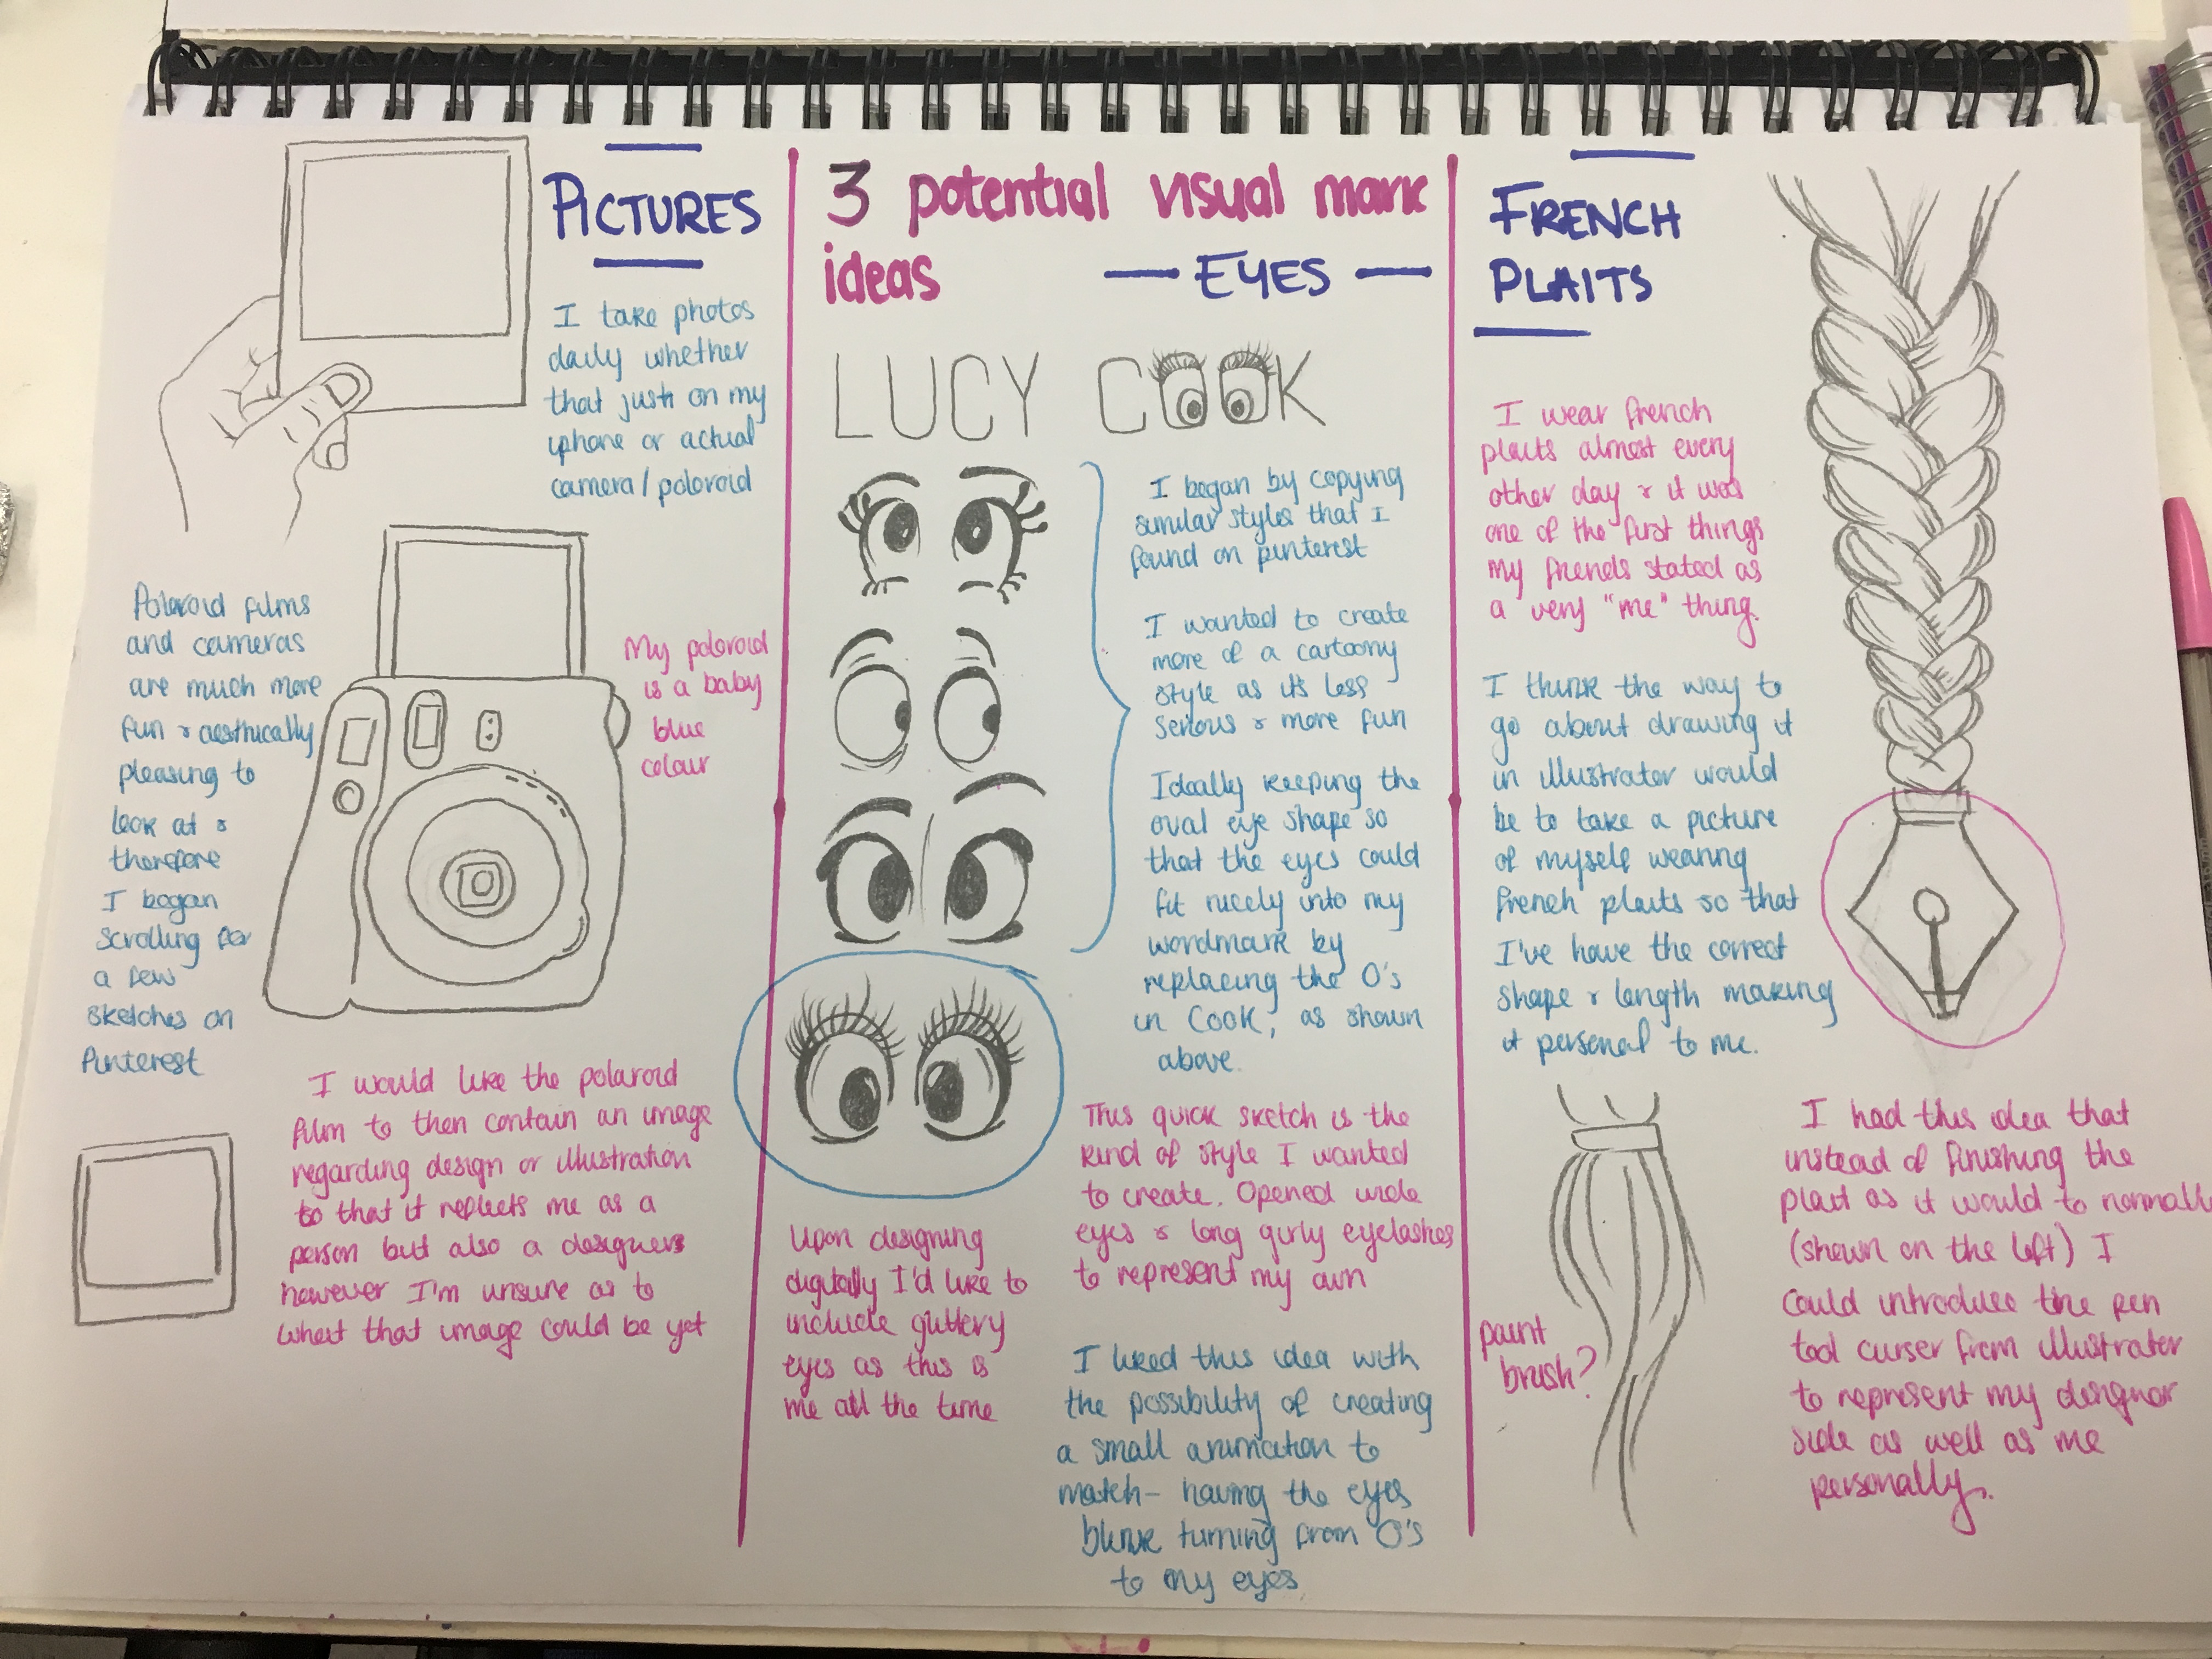 PICTURES
I take photos
daily whether
that just on my
iphone or actual
camera/poloroid
Polaroid films
and cameras
are much more
fun & aesthically
pleasing to
look at &
therefore
I began
scrolling for
a few
sketches on
Pinterest
My poloroid
is a baby
blue
colour
I would like the polaroid
film to then contain an image
regarding design or illustration
so that it reflects me as a
person but also a designers
however I'm unsure as to
what that image could be yet
3 potential visual mark
ideas
— EYES —
LUCY COOK
I began by copying
similar styles that I
found on pinterest
I wanted to create
more of a cartoony
style as it's less
serious & more fun
Ideally keeping the
oval eye shape so
that the eyes could
fit nicely into my
wordmark by
replacing the O's
in Cook, as shown
above.
This quick sketch is the
kind of style I wanted
to create. Opened wide
eyes & long girly eyelashes
to represent my own
Upon designing
digitally I'd like to
include glittery
eyes as this is
me all the time
I liked this idea with
the possibility of creating
a small animation to
match - having the eyes
blink turning from O's
to my eyes
FRENCH
PLAITS
I wear french
plaits almost every
other day & it was
one of the first things
my friends stated as
a very "me" thing.
I think the way to
go about drawing it
in illustrator would
be to take a picture
of myself wearing
french plaits so that
I've have the correct
shape & length making
it personal to me.
paint
brush?
I had this idea that
instead of finishing the
plait as it would to normally
(shown on the left) I
could introduce the pen
tool curser from illustrator
to represent my designer
side as well as me
personally.